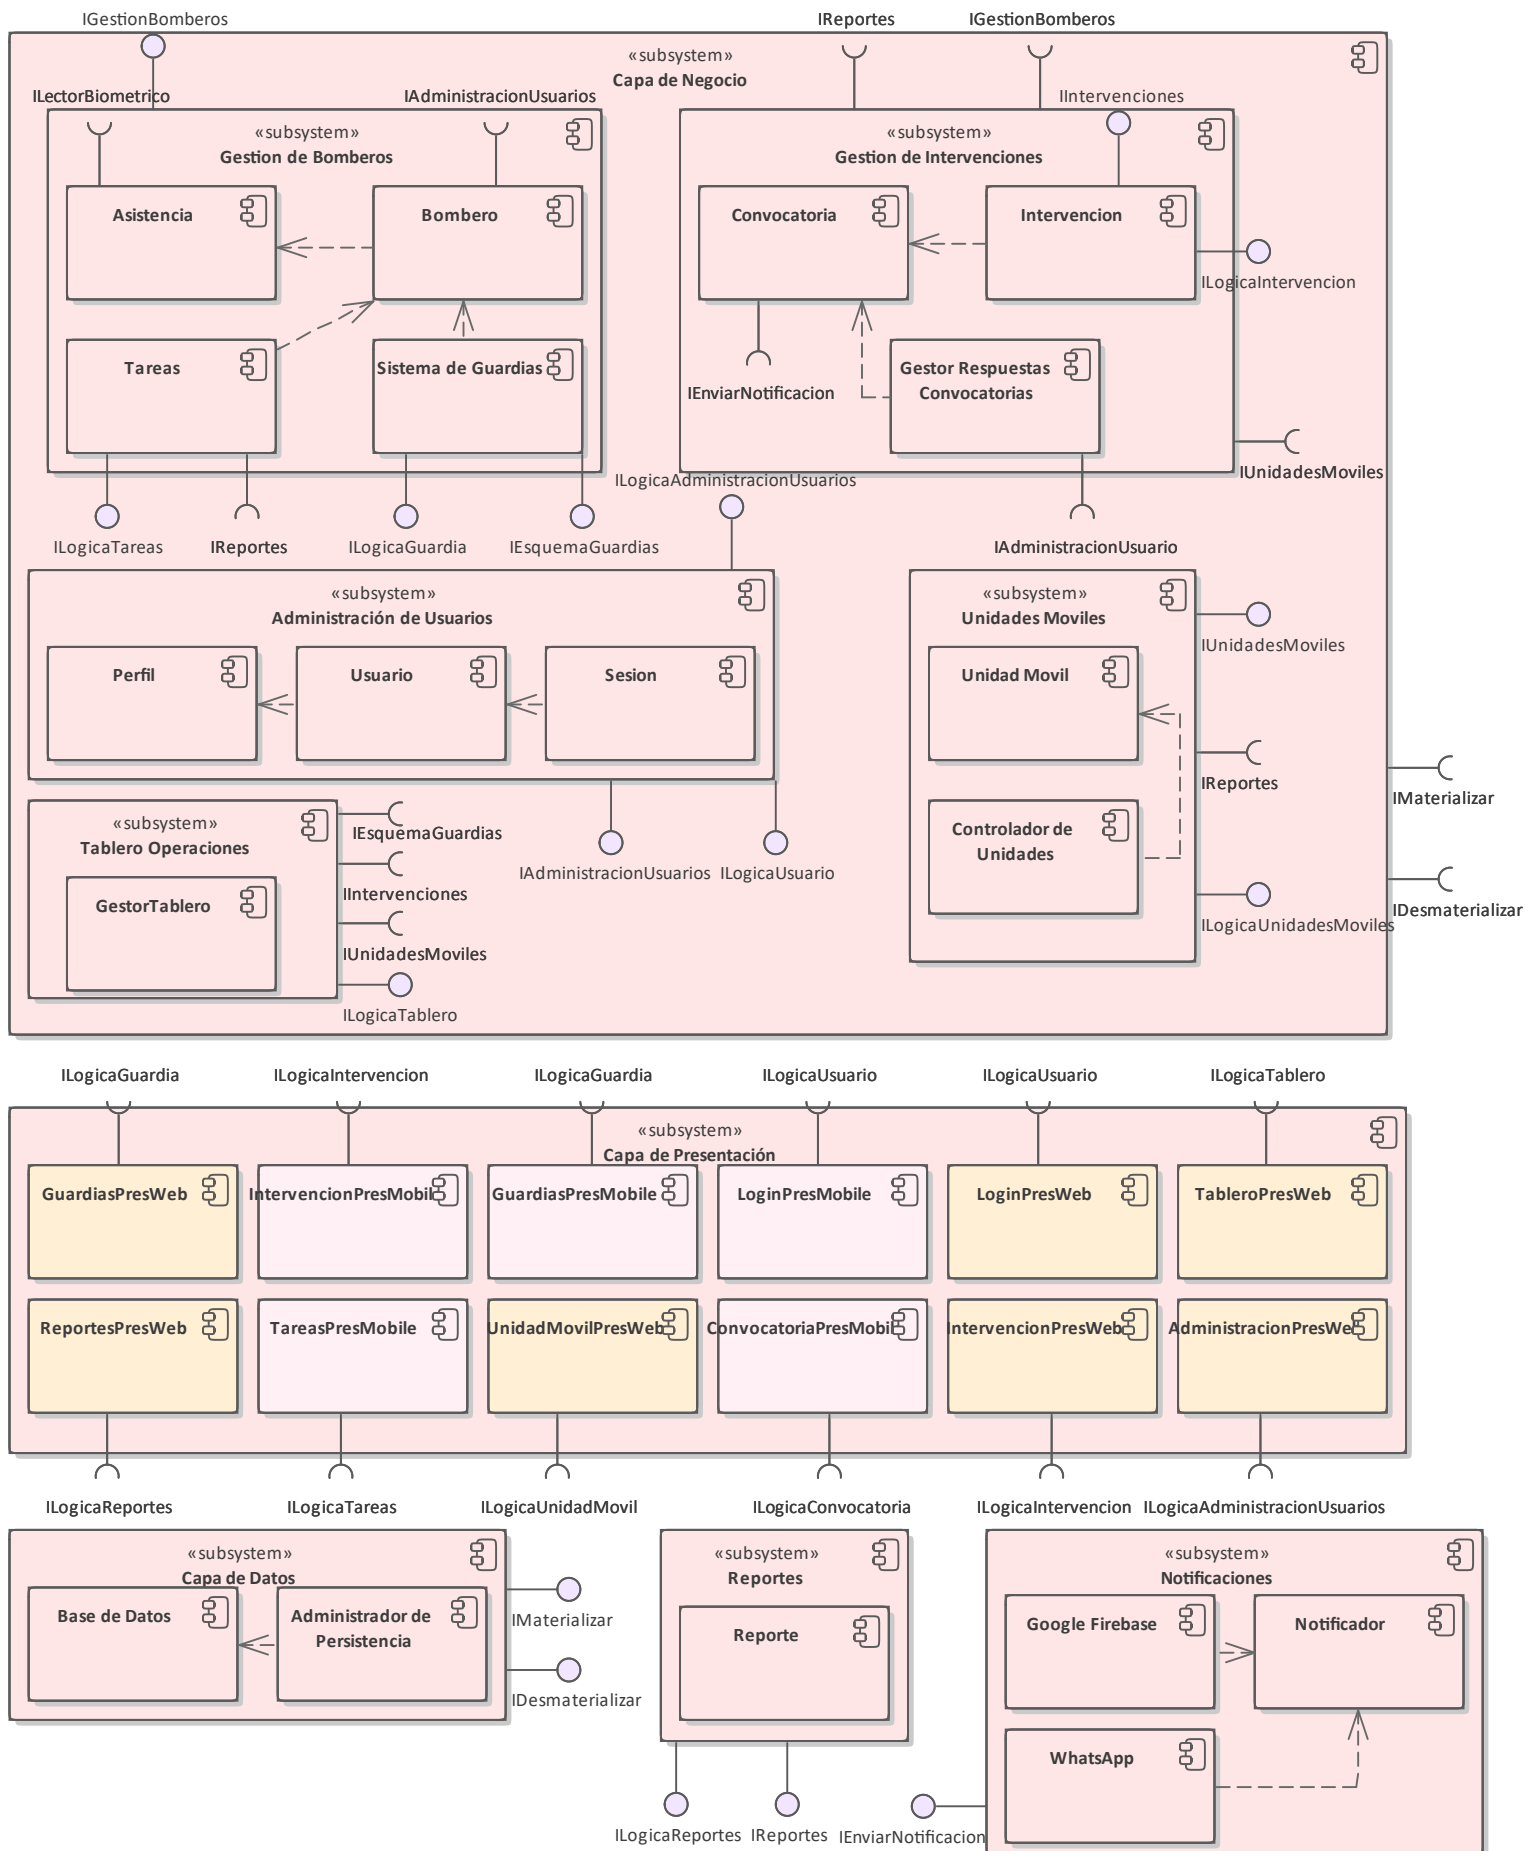 IGestionBomberos
IReportes
IGestionBomberos
«subsystem»
Capa de Negocio
ILectorBiometrico
IAdministracionUsuarios
IIntervenciones
«subsystem»
Gestion de Bomberos
«subsystem»
Gestion de Intervenciones
Asistencia
Bombero
Convocatoria
Intervencion
ILogicaIntervencion
Tareas
Sistema de Guardias
IEnviarNotificacion
Gestor Respuestas
Convocatorias
IUnidadesMoviles
ILogicaAdministracionUsuarios
ILogicaTareas
IReportes
ILogicaGuardia
IEsquemaGuardias
IAdministracionUsuario
«subsystem»
Administración de Usuarios
«subsystem»
Unidades Moviles
IUnidadesMoviles
Perfil
Usuario
Sesion
Unidad Movil
IReportes
IMaterializar
«subsystem»
Tablero Operaciones
IEsquemaGuardias
Controlador de
Unidades
IAdministracionUsuarios
ILogicaUsuario
IIntervenciones
GestorTablero
IDesmaterializar
ILogicaUnidadesMoviles
IUnidadesMoviles
ILogicaTablero
ILogicaGuardia
ILogicaIntervencion
ILogicaGuardia
ILogicaUsuario
ILogicaUsuario
ILogicaTablero
«subsystem»
Capa de Presentación
GuardiasPresWeb
IntervencionPresMobil
GuardiasPresMobile
LoginPresMobile
LoginPresWeb
TableroPresWeb
ReportesPresWeb
TareasPresMobile
UnidadMovilPresWeb
ConvocatoriaPresMobil
IntervencionPresWeb
AdministracionPresWeb
ILogicaReportes
ILogicaTareas
ILogicaUnidadMovil
ILogicaConvocatoria
ILogicaIntervencion
ILogicaAdministracionUsuarios
«subsystem»
Capa de Datos
«subsystem»
Reportes
«subsystem»
Notificaciones
Base de Datos
Administrador de
Persistencia
IMaterializar
Reporte
Google Firebase
Notificador
IDesmaterializar
WhatsApp
ILogicaReportes
IReportes
IEnviarNotificacion